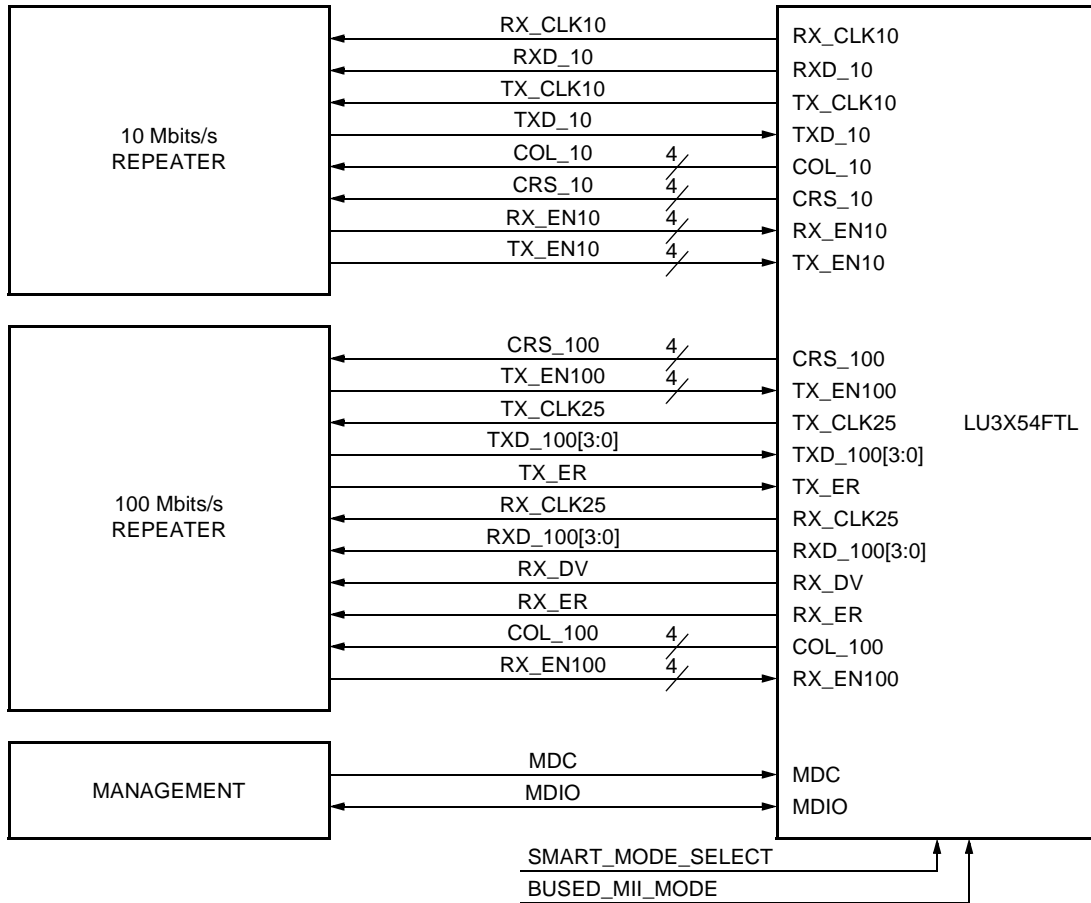 10 Mbits/s
REPEATER
RX_CLK10
RXD_10
TX_CLK10
TXD_10
COL_10 4
CRS_10 4
RX_EN10 4
TX_EN10 4
RX_CLK10
RXD_10
TX_CLK10
TXD_10
COL_10
CRS_10
RX_EN10
TX_EN10
100 Mbits/s
REPEATER
CRS_100 4
TX_EN100 4
TX_CLK25
TXD_100[3:0]
TX_ER
RX_CLK25
RXD_100[3:0]
RX_DV
RX_ER
COL_100 4
RX_EN100 4
CRS_100
TX_EN100
TX_CLK25
TXD_100[3:0]
TX_ER
RX_CLK25
RXD_100[3:0]
RX_DV
RX_ER
COL_100
RX_EN100
LU3X54FTL
MANAGEMENT
MDC
MDIO
MDC
MDIO
SMART_MODE_SELECT
BUSED_MII_MODE